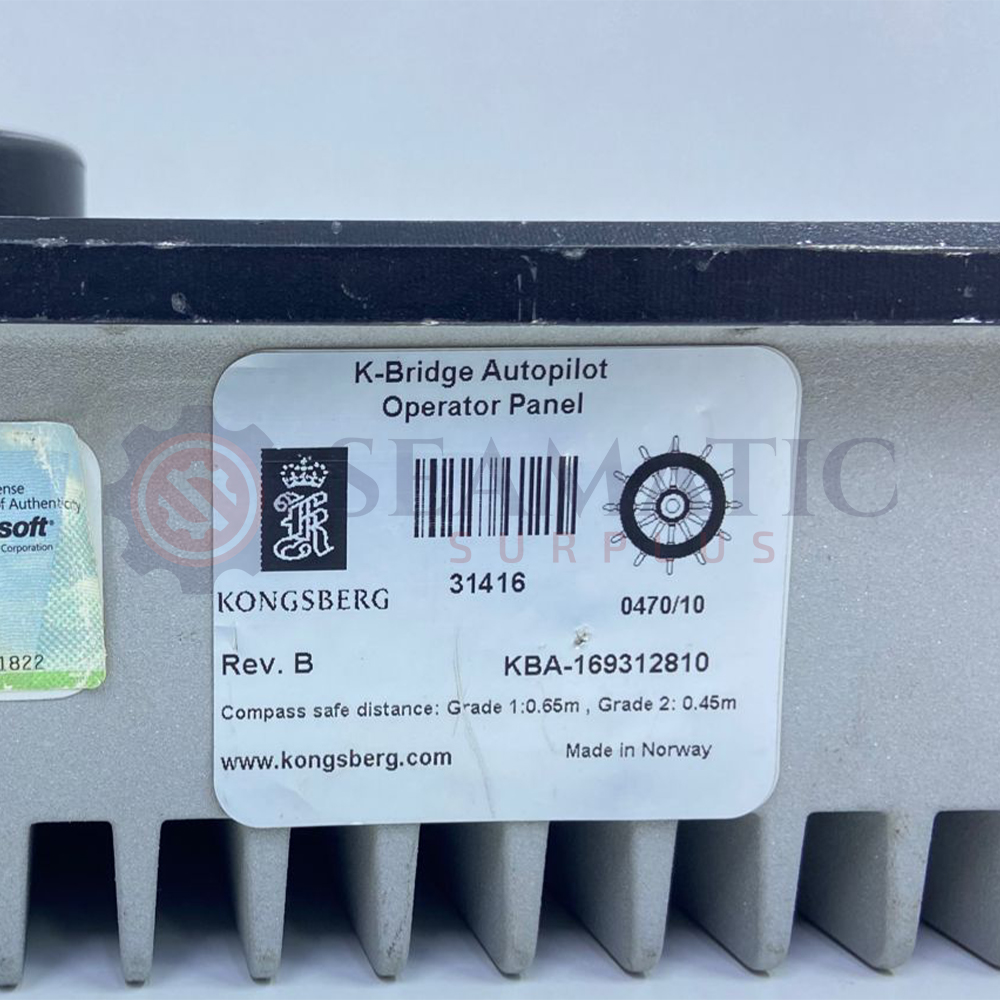 K-Bridge Autopilot
Operator Panel
SEAMATIC
SURPLUS
KONGSBERG
31416
0470/10
Rev. B
KBA-169312810
Compass safe distance: Grade 1:0.65m , Grade 2: 0.45m
www.kongsberg.com
Made in Norway
ense
of Authenticity
soft®
Corporation
1822